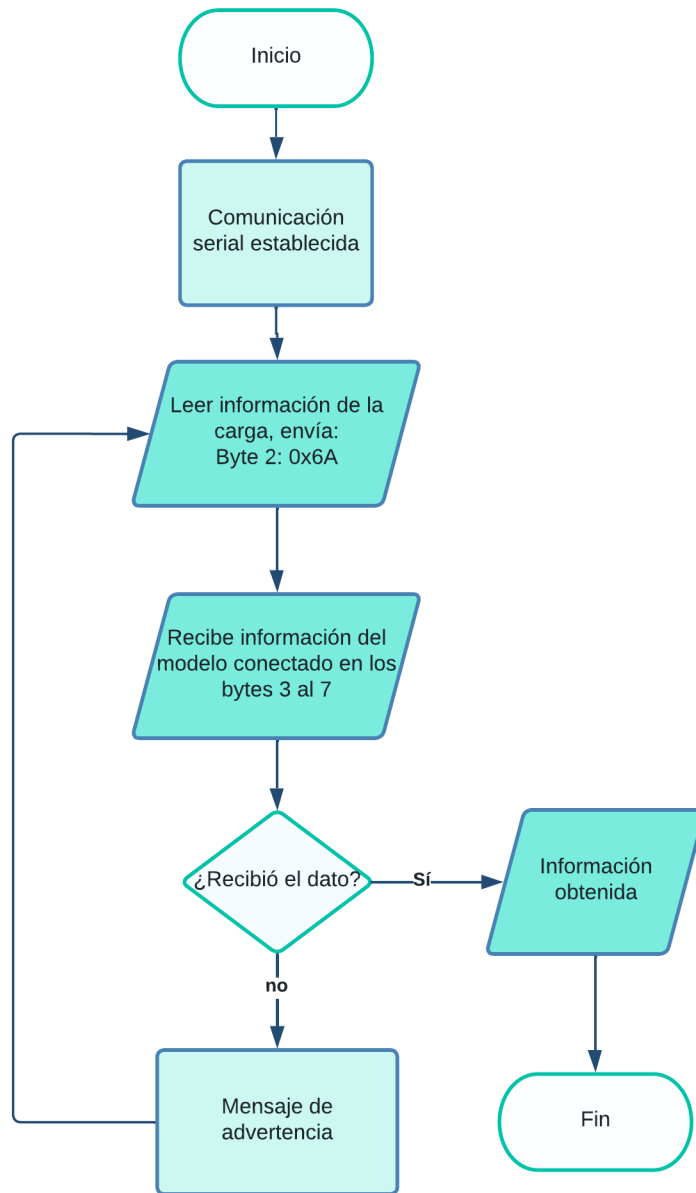 Inicio
Comunicación
serial establecida
Leer información de la
carga, envía:
Byte 2: 0x6A
Recibe información del
modelo conectado en los
bytes 3 al 7
¿Recibió el dato?
Sí
Información
obtenida
no
Mensaje de
advertencia
Fin